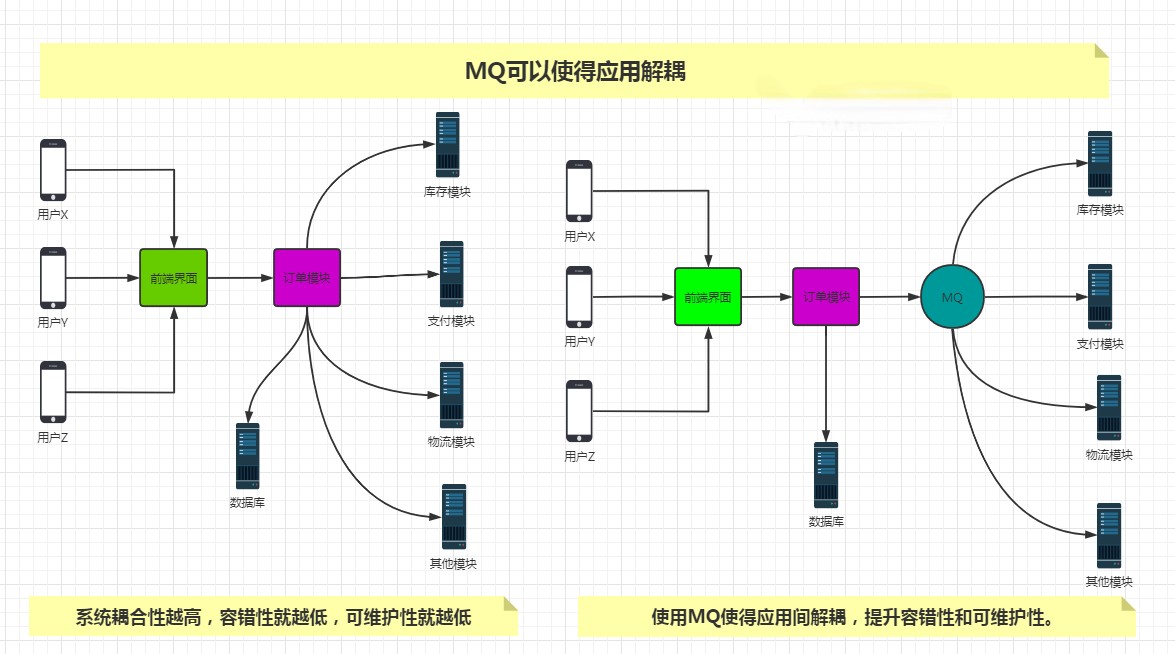 MQ可以使得应用解耦
用户X
用户Y
用户Z
前端界面
订单模块
数据库
库存模块
支付模块
物流模块
其他模块
系统耦合性越高，容错性就越低，可维护性就越低
用户X
用户Y
用户Z
前端界面
订单模块
数据库
MQ
库存模块
支付模块
物流模块
其他模块
使用MQ使得应用间解耦，提升容错性和可维护性。